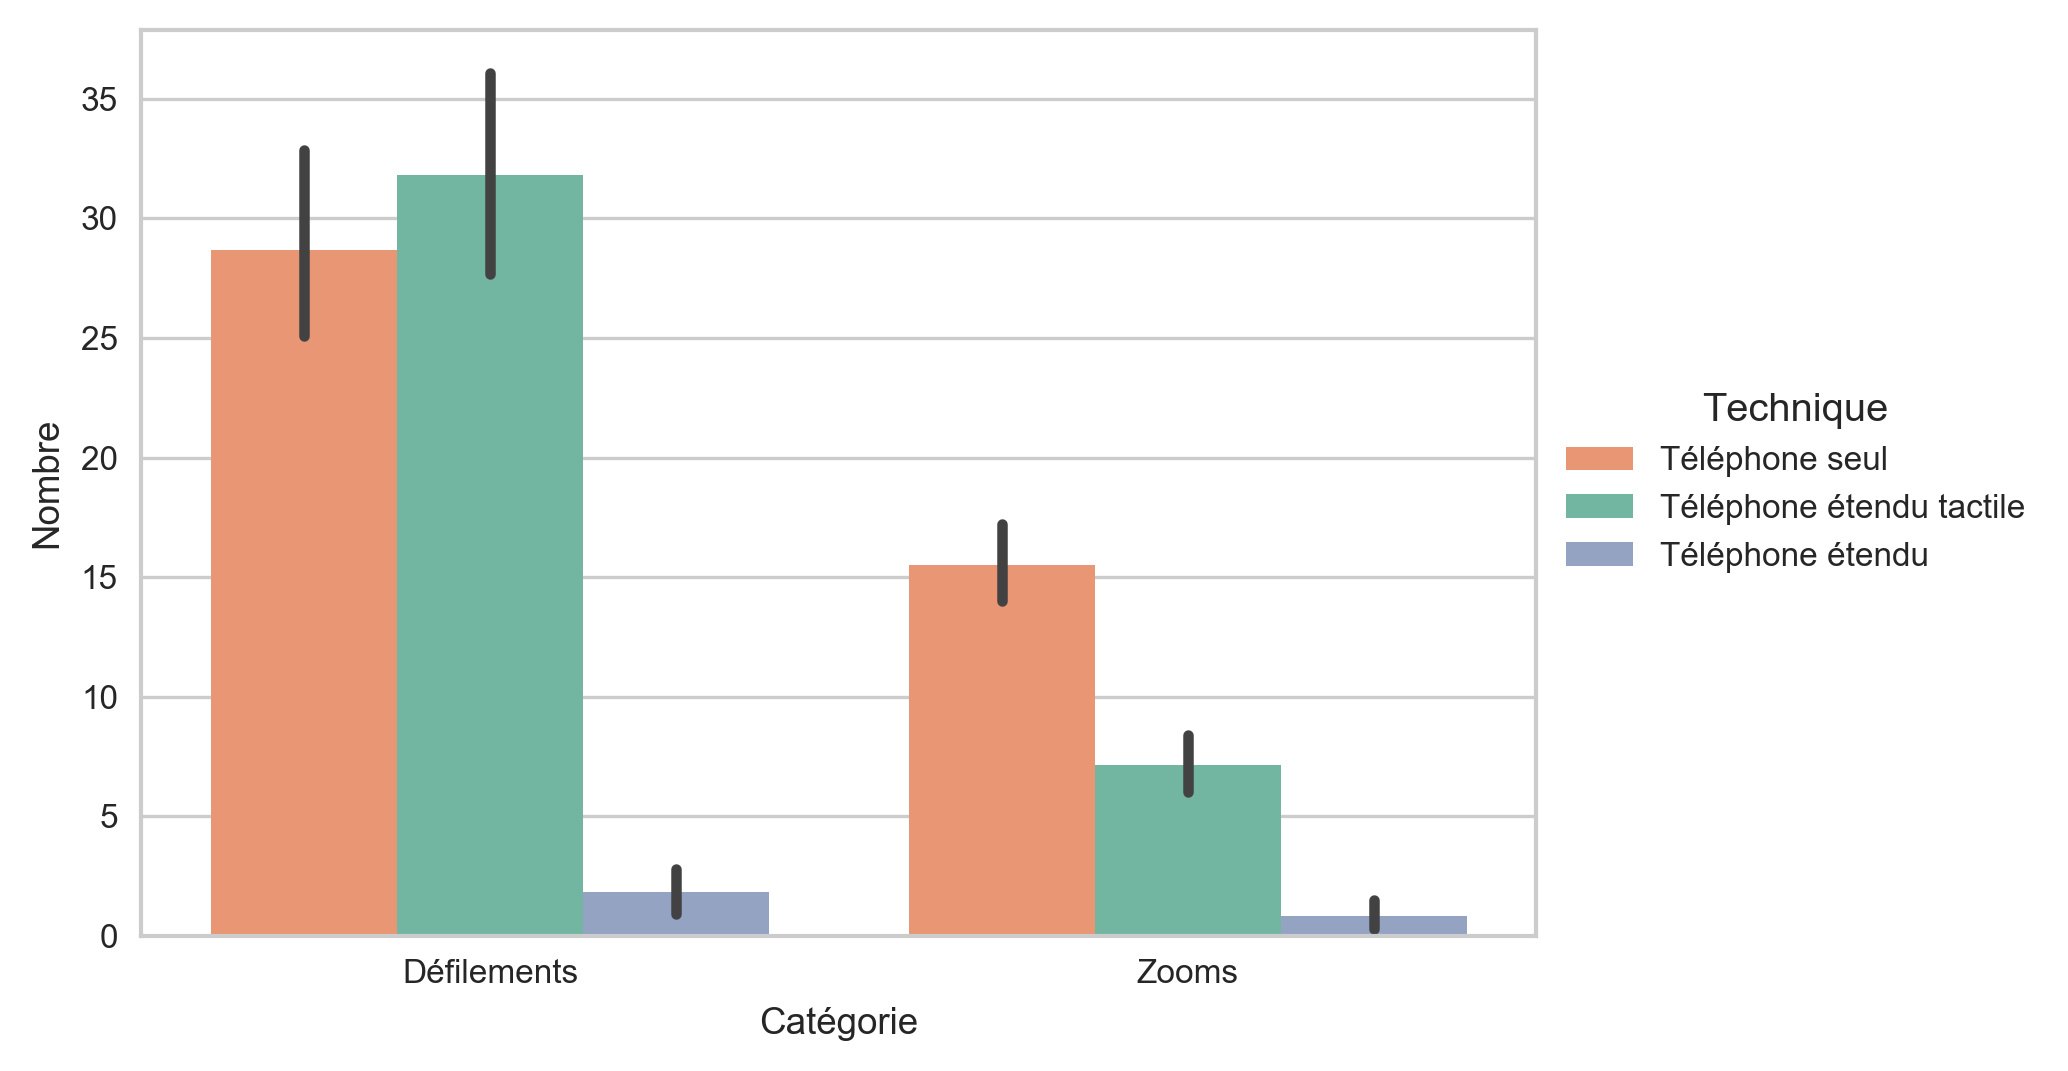 35
30
25
20
15
10
5
0
Nombre
Défilements
Zooms
Catégorie
Technique
Téléphone seul
Téléphone étendu tactile
Téléphone étendu